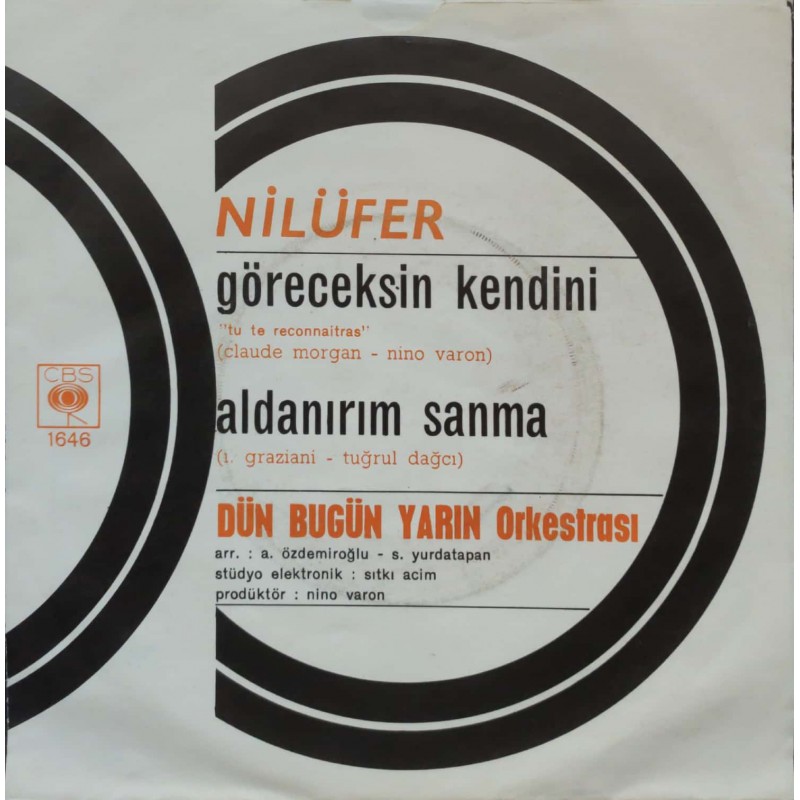 NİLÜFER
göreceksin kendini
"tu te reconnaitras"
(claude morgan - nino varon)
CBS
1646
aldanırım sanma
(ı. graziani - tuğrul dağcı)
DÜN BUGÜN YARIN Orkestrası
arr. : a. özdemiroğlu - s. yurdatapan
stüdyo elektronik : sıtkı acim
prodüktör : nino varon